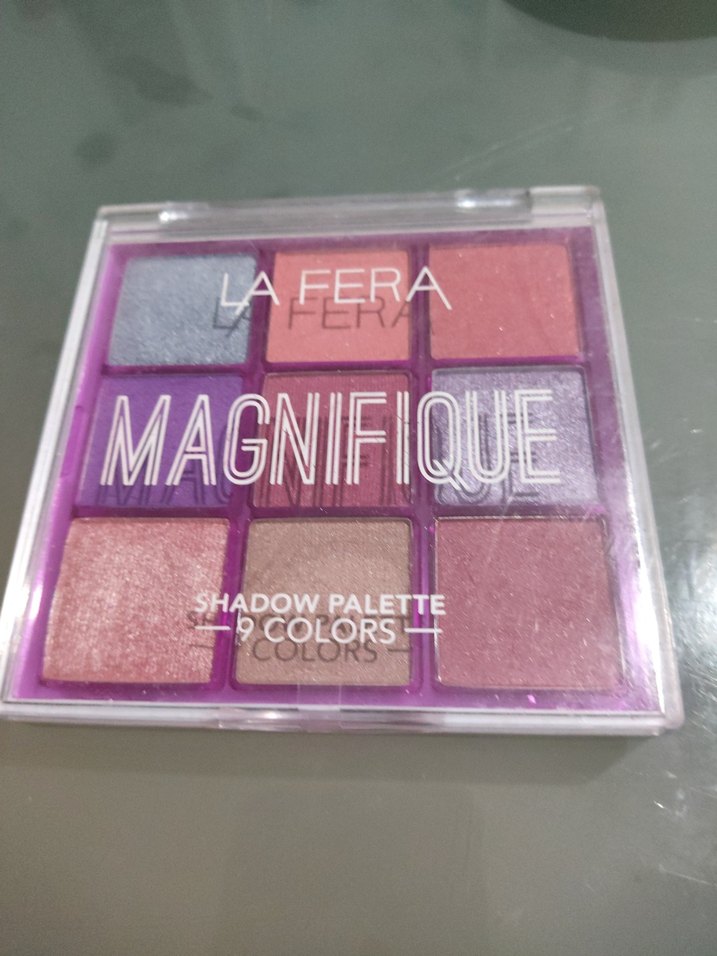 LA FERA
MAGNIFIQUE
SHADOW PALETTE
— 9 COLORS —